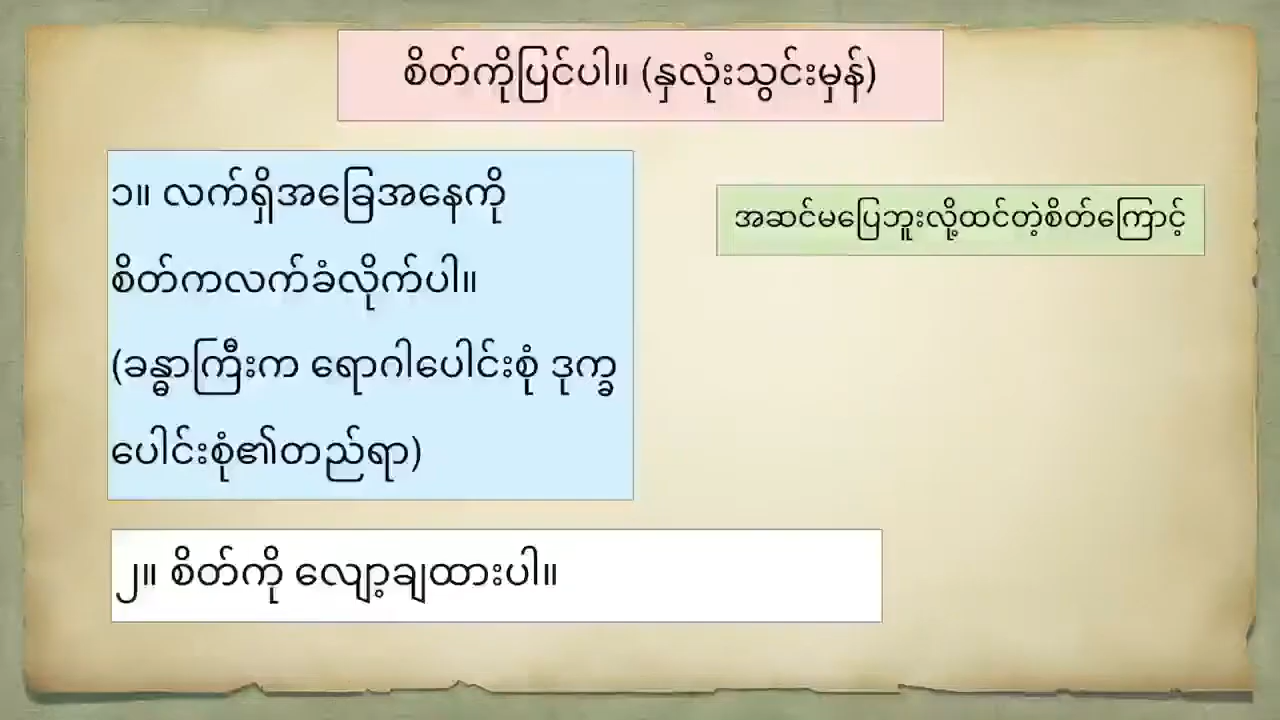 စိတ်ကိုပြင်ပါ။ (နှလုံးသွင်းမှန်)
၁။ လက်ရှိအခြေအနေကို
စိတ်ကလက်ခံလိုက်ပါ။
(ခန္ဓာကြီးက ရောဂါပေါင်းစုံ ဒုက္ခ
ပေါင်းစုံ၏တည်ရာ)
အဆင်မပြေဘူးလို့ထင်တဲ့စိတ်ကြောင့်
၂။ စိတ်ကို လျော့ချထားပါ။